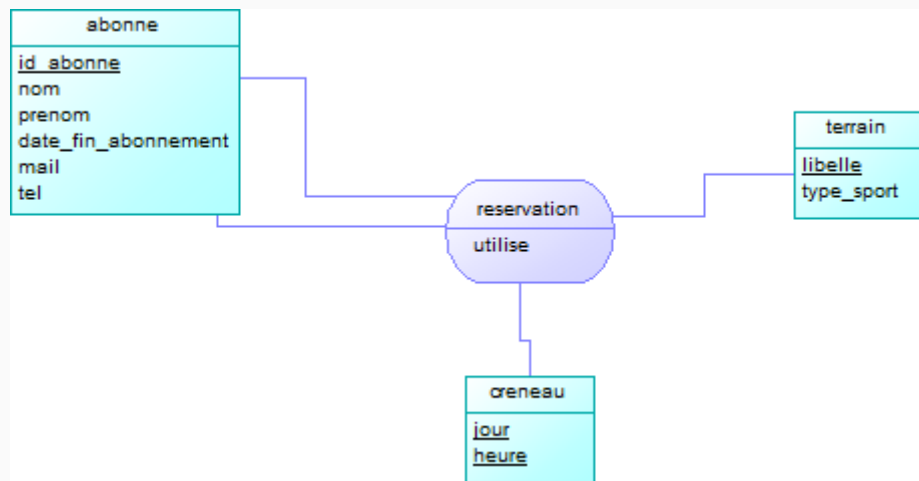 abonne
id_abonne
nom
prenom
date_fin_abonnement
mail
tel
reservation
utilise
terrain
libelle
type_sport
creneau
jour
heure